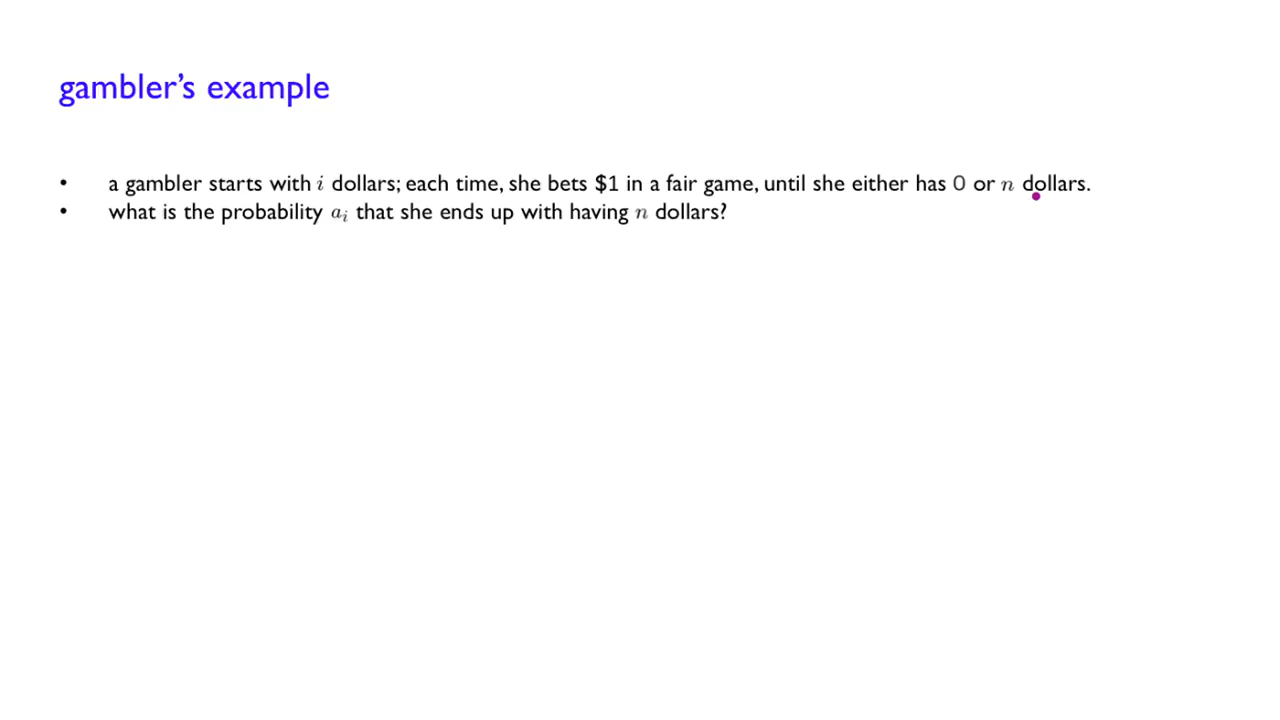 gambler's example
• a gambler starts with i dollars; each time, she bets $1 in a fair game, until she either has 0 or n dollars.
• what is the probability aᵢ that she ends up with having n dollars?